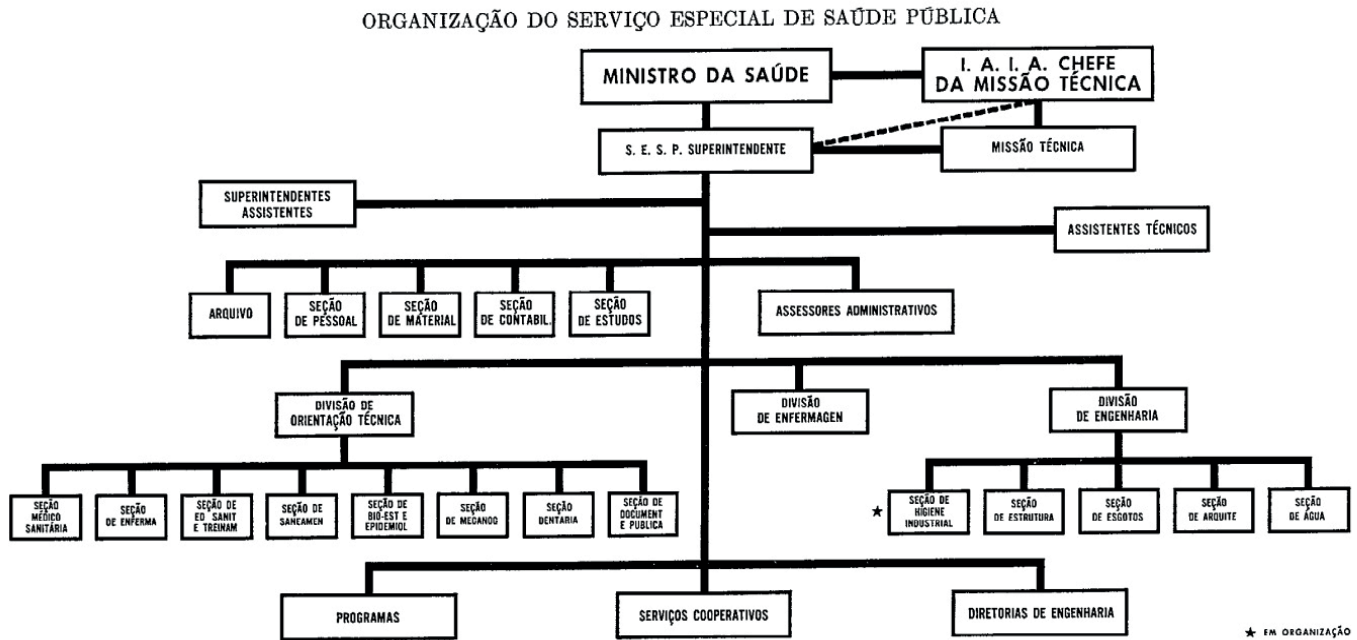 ORGANIZAÇÃO DO SERVIÇO ESPECIAL DE SAÚDE PÚBLICA
MINISTRO DA SAÚDE
I. A. I. A. CHEFE
DA MISSÃO TÉCNICA
S. E. S. P. SUPERINTENDENTE
MISSÃO TÉCNICA
SUPERINTENDENTES
ASSISTENTES
ASSISTENTES TÉCNICOS
ARQUIVO
SEÇÃO
DE PESSOAL
SEÇÃO
DE MATERIAL
SEÇÃO
DE CONTABIL.
SEÇÃO
DE ESTUDOS
ASSESSORES ADMINISTRATIVOS
DIVISÃO DE
ORIENTAÇÃO TÉCNICA
DIVISÃO
DE ENFERMAGEN
DIVISÃO
DE ENGENHARIA
SEÇÃO
MÉDICO
SANITÁRIA
SEÇÃO
DE ENFERMA
SEÇÃO DE
ED SANIT
E TREINAM
SEÇÃO DE
SANEAMEN
SEÇÃO DE
BIO-EST E
EPIDEMIOL
SEÇÃO
DE MECANOG
SEÇÃO
DENTARIA
SEÇÃO DE
DOCUMENT
E PUBLICA
★ SEÇÃO DE
HIGIENE
INDUSTRIAL
SEÇÃO
DE ESTRUTURA
SEÇÃO
DE ESGOTOS
SEÇÃO
DE ARQUITE
SEÇÃO
DE ÁGUA
PROGRAMAS
SERVIÇOS COOPERATIVOS
DIRETORIAS DE ENGENHARIA
★ EM ORGANIZAÇÃO